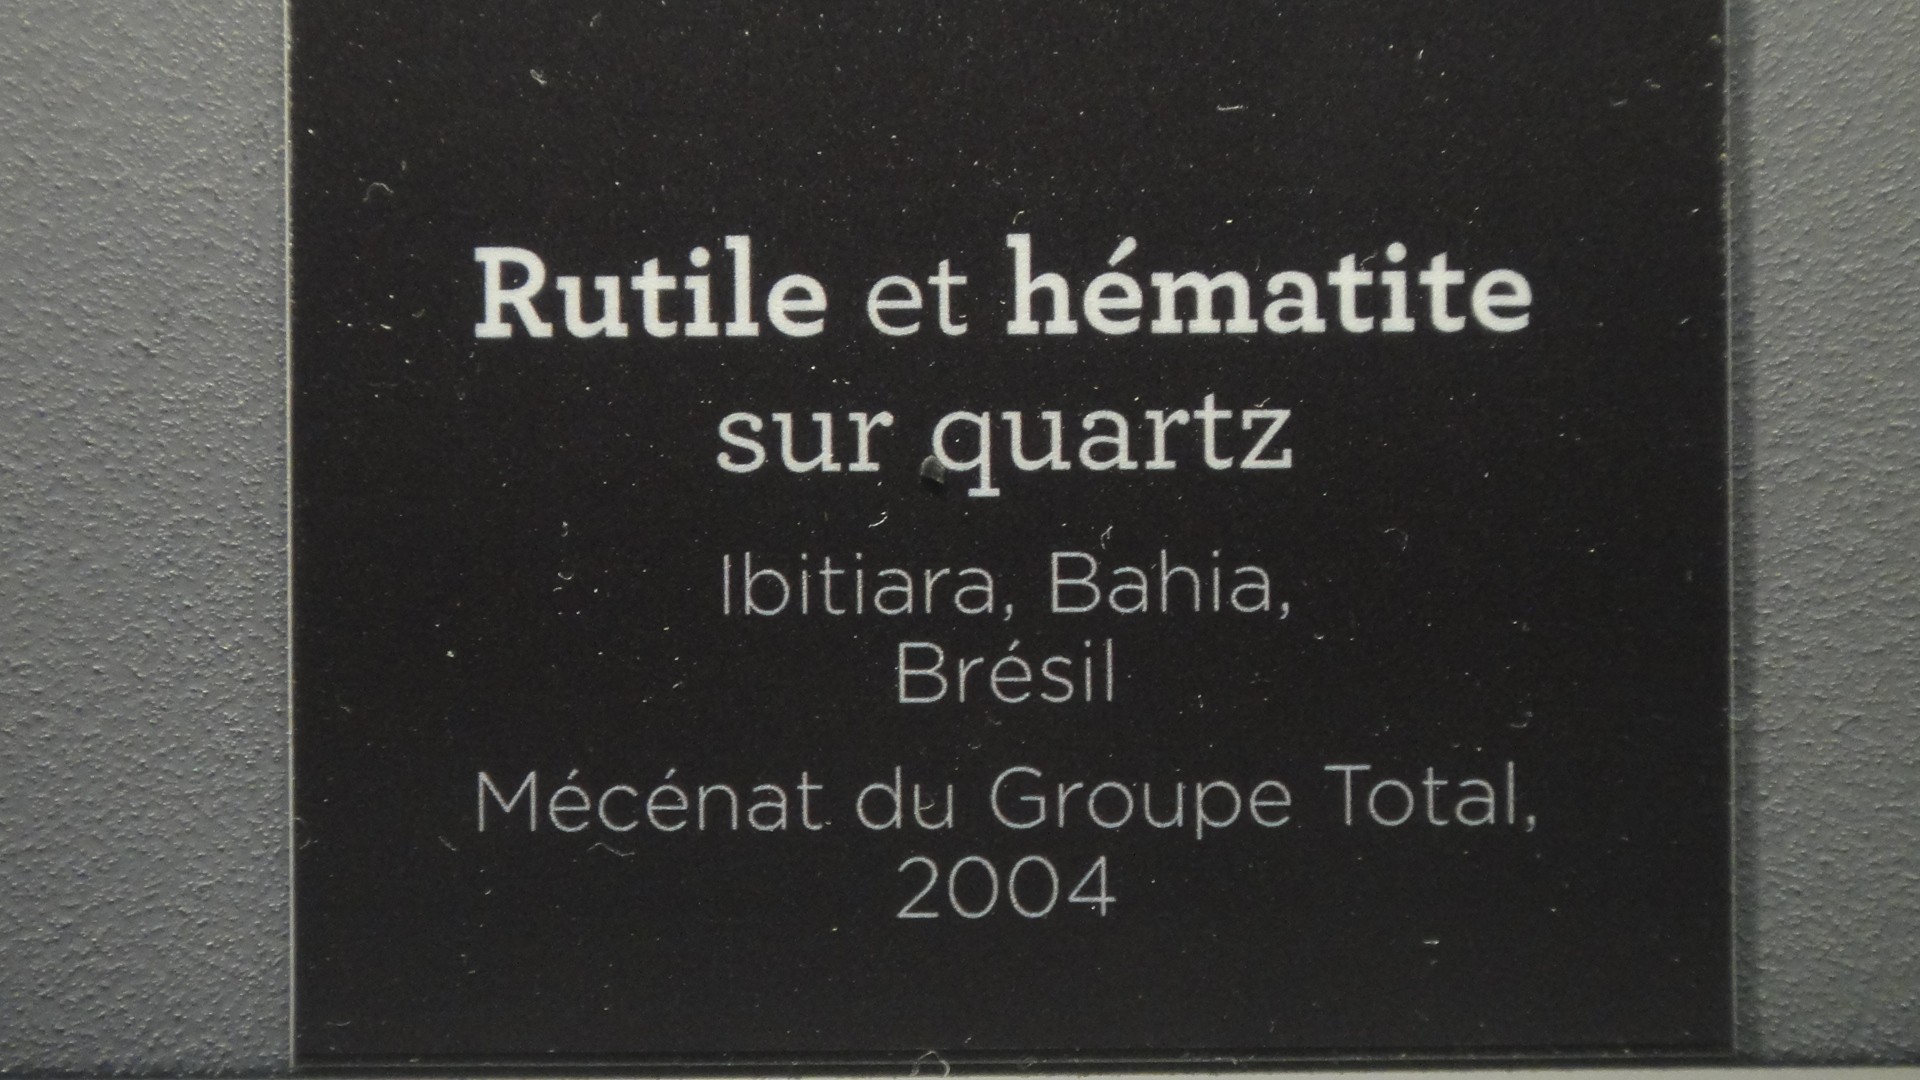 Rutile et hématite
sur quartz
Ibitiara, Bahia,
Brésil
Mécénat du Groupe Total,
2004